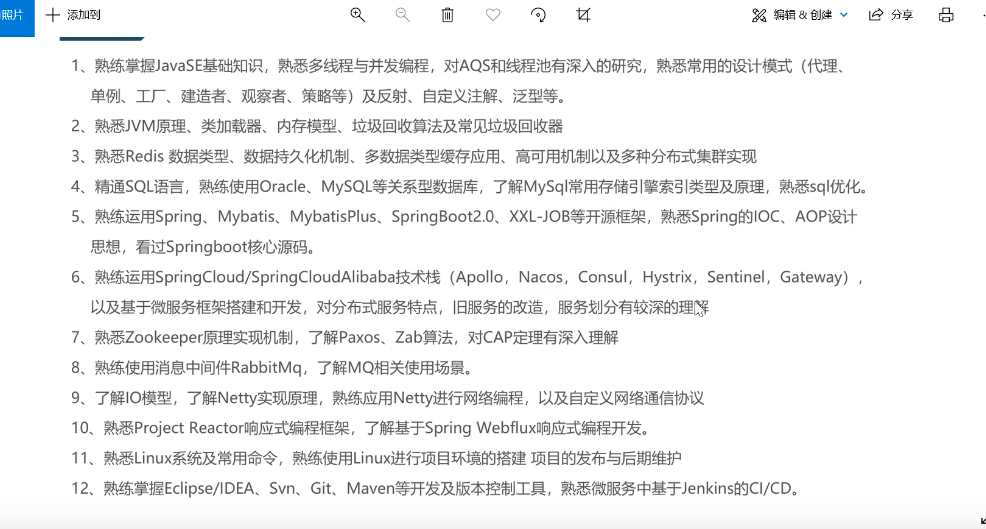 照片
添加到
编辑 & 创建
分享
1、熟练掌握JavaSE基础知识，熟悉多线程与并发编程，对AQS和线程池有深入的研究，熟悉常用的设计模式（代理、
单例、工厂、建造者、观察者、策略等）及反射、自定义注解、泛型等。
2、熟悉JVM原理、类加载器、内存模型、垃圾回收算法及常见垃圾回收器
3、熟悉Redis 数据类型、数据持久化机制、多数据类型缓存应用、高可用机制以及多种分布式集群实现
4、精通SQL语言，熟练使用Oracle、MySQL等关系型数据库，了解MySql常用存储引擎索引类型及原理，熟悉sql优化。
5、熟练运用Spring、Mybatis、MybatisPlus、SpringBoot2.0、XXL-JOB等开源框架，熟悉Spring的IOC、AOP设计
思想，看过Springboot核心源码。
6、熟练运用SpringCloud/SpringCloudAlibaba技术栈（Apollo，Nacos，Consul，Hystrix，Sentinel，Gateway），
以及基于微服务框架搭建和开发，对分布式服务特点，旧服务的改造，服务划分有较深的理解
7、熟悉Zookeeper原理实现机制，了解Paxos、Zab算法，对CAP定理有深入理解
8、熟练使用消息中间件RabbitMq，了解MQ相关使用场景。
9、了解IO模型，了解Netty实现原理，熟练应用Netty进行网络编程，以及自定义网络通信协议
10、熟悉Project Reactor响应式编程框架，了解基于Spring Webflux响应式编程开发。
11、熟悉Linux系统及常用命令，熟练使用Linux进行项目环境的搭建 项目的发布与后期维护
12、熟练掌握Eclipse/IDEA、Svn、Git、Maven等开发及版本控制工具，熟悉微服务中基于Jenkins的CI/CD。